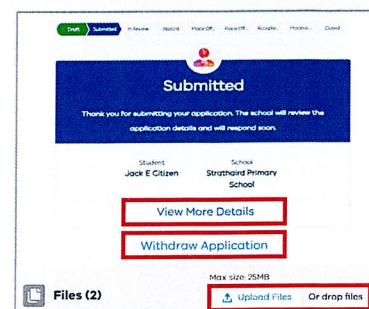 Draft Submitted In Review Waitlist Place Off... Place Off... Accepte... Process... Closed
Submitted
Thank you for submitting your application. The school will review the
application details and will respond soon.
Student School
Jack E Citizen Strathaird Primary
School
View More Details
Withdraw Application
Max size: 25MB
Files (2) Upload Files Or drop files